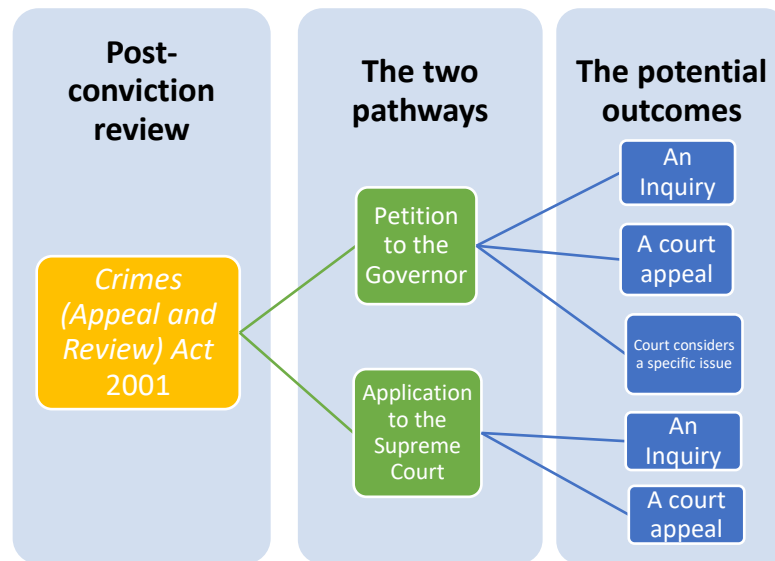 Post-
conviction
review
Crimes
(Appeal and
Review) Act
2001
The two
pathways
Petition
to the
Governor
Application
to the
Supreme
Court
The potential
outcomes
An
Inquiry
A court
appeal
Court considers
a specific issue
An
Inquiry
A court
appeal